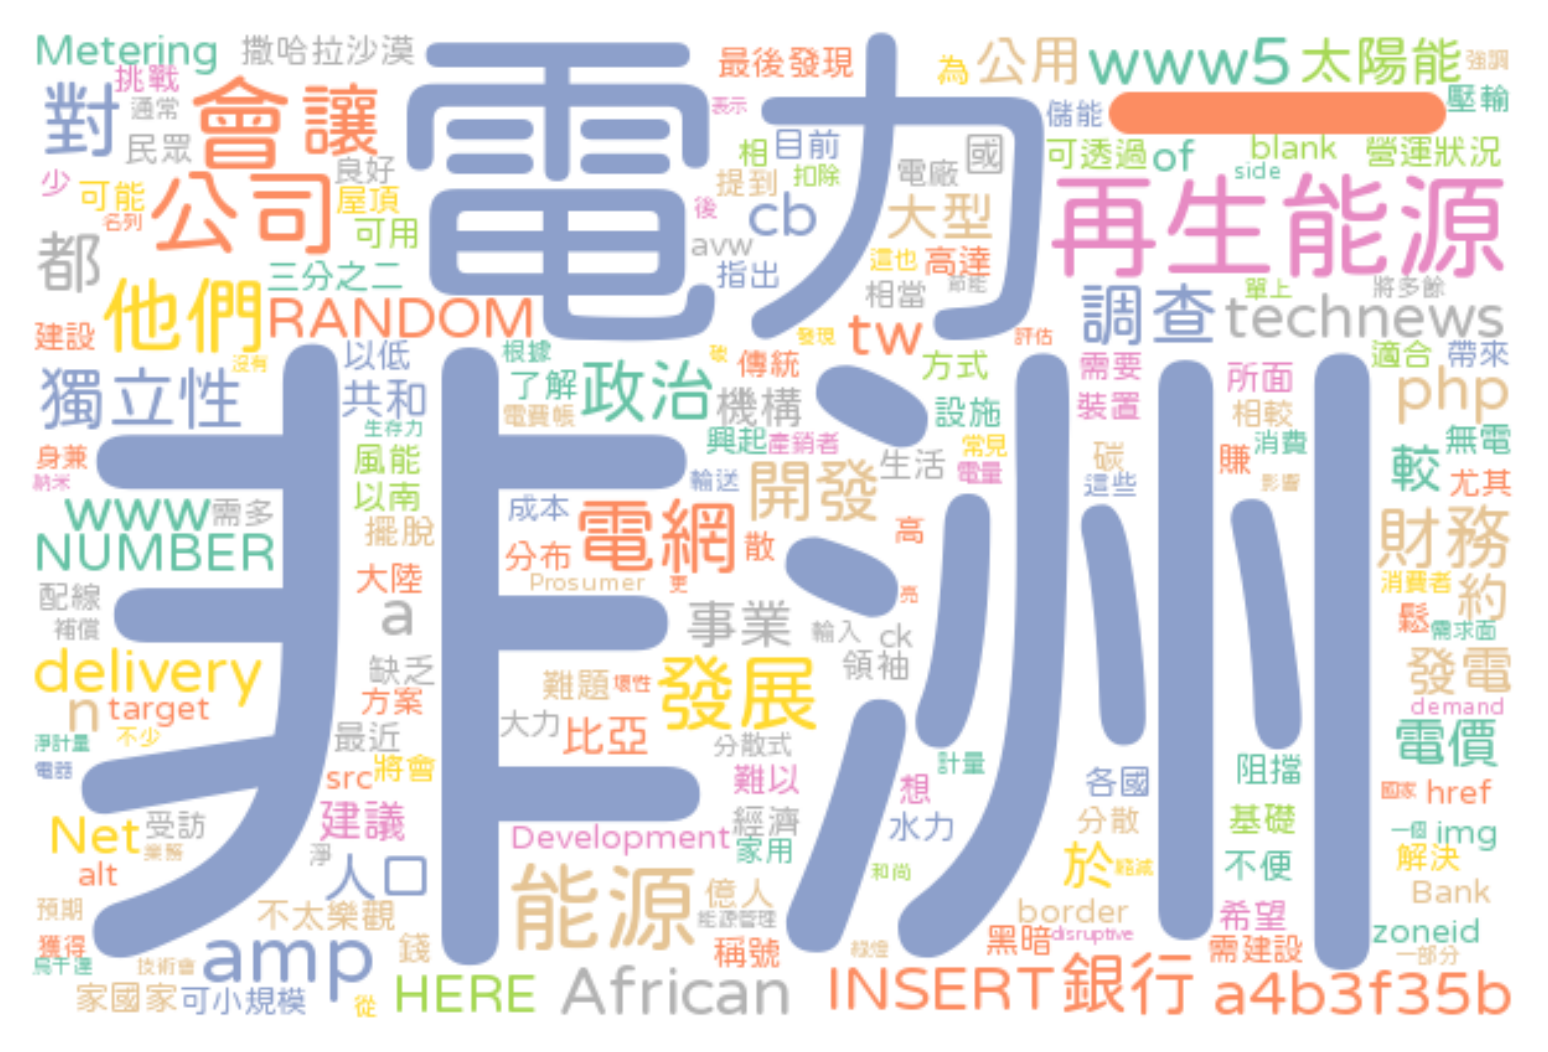 Metering 撒哈拉沙漠 電力 最後發現 為 公用 www5 太陽能 強調
挑戰 通常 表示 儲能 一 壓輸
對 會 讓 民眾 相 目前 國 可透過 of blank 營運狀況
良好 提到 扣除 電廠 side
少 可能 公司 屋頂 後 cb 大型 再生能源
名列 可用 avw 這也 高達
都 三分之二 指出 相當 節能 單上 將多餘
他們 RANDOM 調查 technews
建設 發現 tw 評估
沒有 以低 根據 敬 傳統 方式 需要 適合 帶來
獨立性 非洲 共和 了解 政治 機構 設施 裝置 所面 php
生存力 電費帳 相較
身兼 風能 興起 產銷者 常見 消費 無電
納米 以南 輸送 開發 生活 電量 碳 賺 較 尤其
www 需多 成本 電網 這些 影響
NUMBER 擺脫 分布 散 高 財務
Prosumer 更 消費者
配線 大陸 亮 約
補償 a 事業 輸入 ck 鬆 需求面
delivery 缺乏 領袖 發電
n target 方案 難題 壞性 發展 demand
淨計量 不少 最近 大力 比亞 分散式 電價
電器 src 將會 難以 計量 各國 阻擋
建議 想 國家 href
Net 受訪 經濟 水力 分散 基礎 一個 img
業務 淨 Development 家用
alt 人口 和尚 於 略減 不便 解決
預期 不太樂觀 能源 億人 border 希望 Bank
能源管理
獲得 amp 錢 稱號 綠燈 黑暗 disruptive 需建設 zoneid
烏干達 技術會 一部分
家國家 可小規模 從 HERE African INSERT 銀行 a4b3f35b